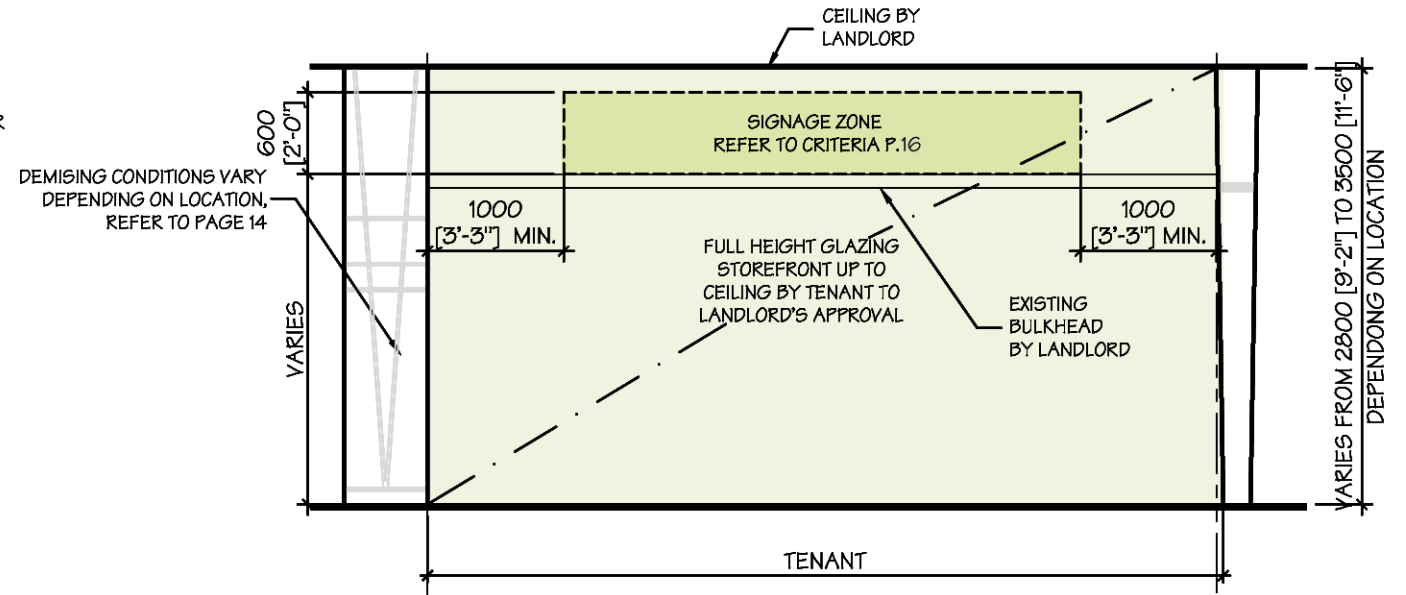 CEILING BY
LANDLORD
600
[2'-0"]
SIGNAGE ZONE
REFER TO CRITERIA P.16
DEMISING CONDITIONS VARY
DEPENDING ON LOCATION,
REFER TO PAGE 14
1000
[3'-3"] MIN.
1000
[3'-3"] MIN.
FULL HEIGHT GLAZING
STOREFRONT UP TO
CEILING BY TENANT TO
LANDLORD'S APPROVAL
EXISTING
BULKHEAD
BY LANDLORD
VARIES
VARIES FROM 2800 [9'-2"] TO 3500 [11'-6"]
DEPENDONG ON LOCATION
TENANT